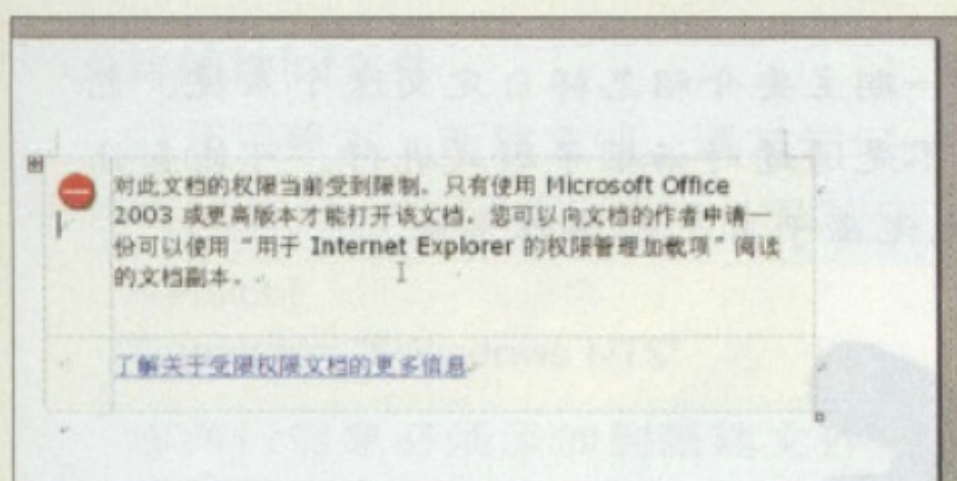 对此文档的权限当前受到限制。只有使用 Microsoft Office
2003 或更高版本才能打开该文档。您可以向文档的作者申请一
份可以使用“用于 Internet Explorer 的权限管理加载项”阅读
的文档副本。
了解关于受限权限文档的更多信息